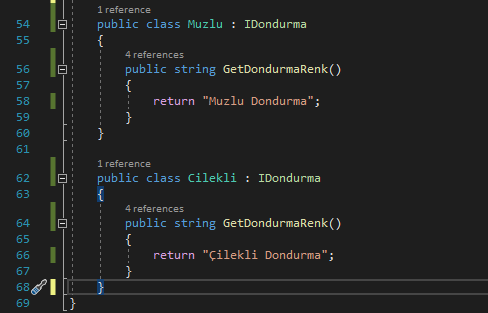 1 reference
54 public class Muzlu : IDondurma
55 {
4 references
56 public string GetDondurmaRenk()
57 {
58 return "Muzlu Dondurma";
59 }
60 }
61
1 reference
62 public class Cilekli : IDondurma
63 {
4 references
64 public string GetDondurmaRenk()
65 {
66 return "Çilekli Dondurma";
67 }
68 }
69 }